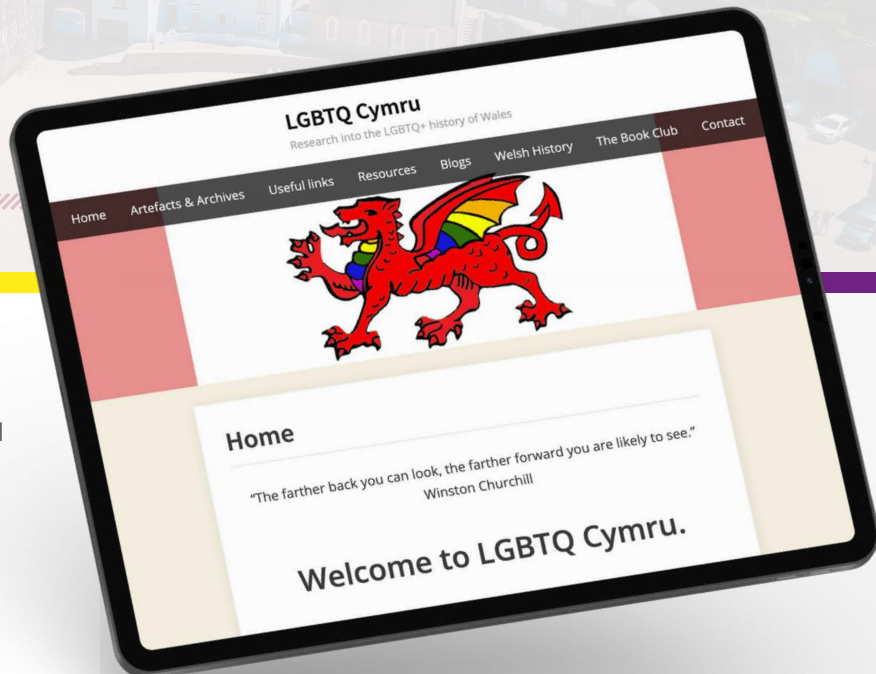 LGBTQ Cymru
Research into the LGBTQ+ history of Wales
Home Artefacts & Archives Useful links Resources Blogs Welsh History The Book Club Contact
Home
“The farther back you can look, the farther forward you are likely to see.”
Winston Churchill
Welcome to LGBTQ Cymru.